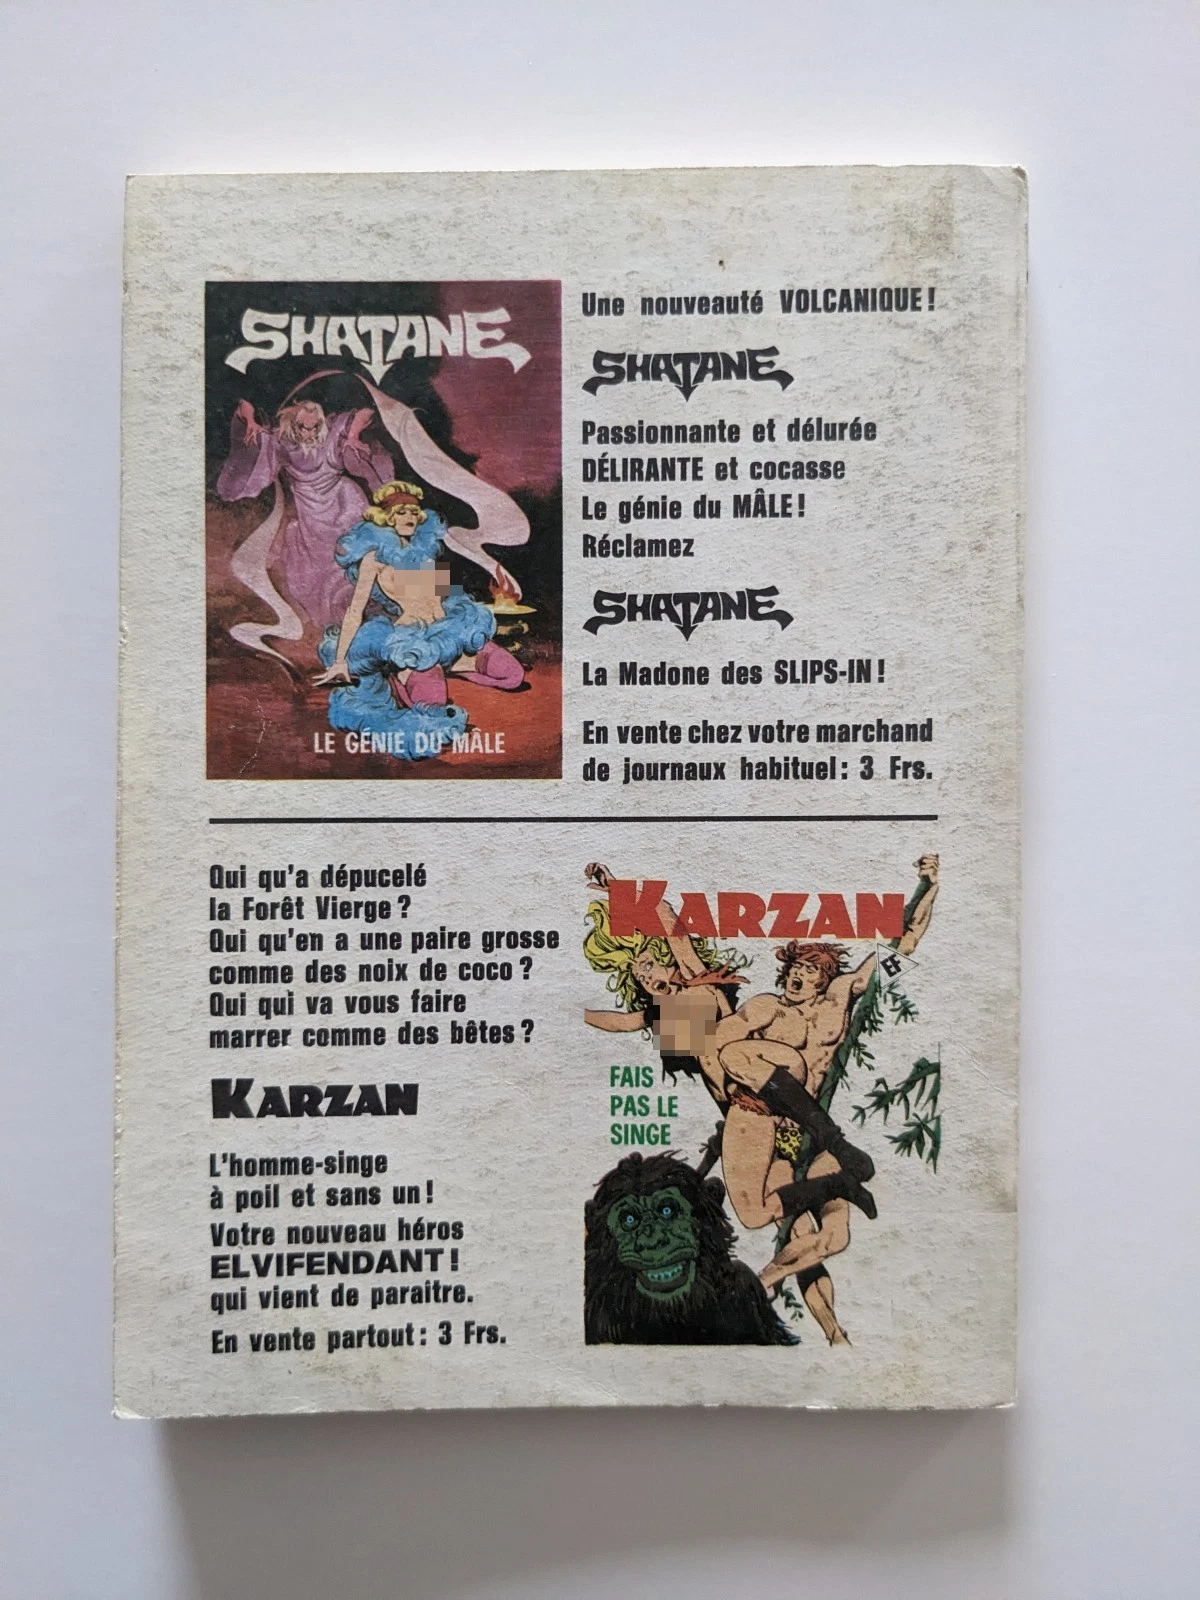 SHATANE
LE GÉNIE DU MÂLE
Une nouveauté VOLCANIQUE!
SHATANE
Passionnante et délurée
DÉLIRANTE et cocasse
Le génie du MÂLE!
Réclamez
SHATANE
La Madone des SLIPS-IN!
En vente chez votre marchand
de journaux habituel: 3 Frs.
Qui qu'a dépucelé
la Forêt Vierge?
Qui qu'en a une paire grosse
comme des noix de coco?
Qui qui va vous faire
marrer comme des bêtes?
KARZAN
L'homme-singe
à poil et sans un!
Votre nouveau héros
ELVIFENDANT!
qui vient de paraître.
En vente partout: 3 Frs.
KARZAN
EF
FAIS
PAS LE
SINGE